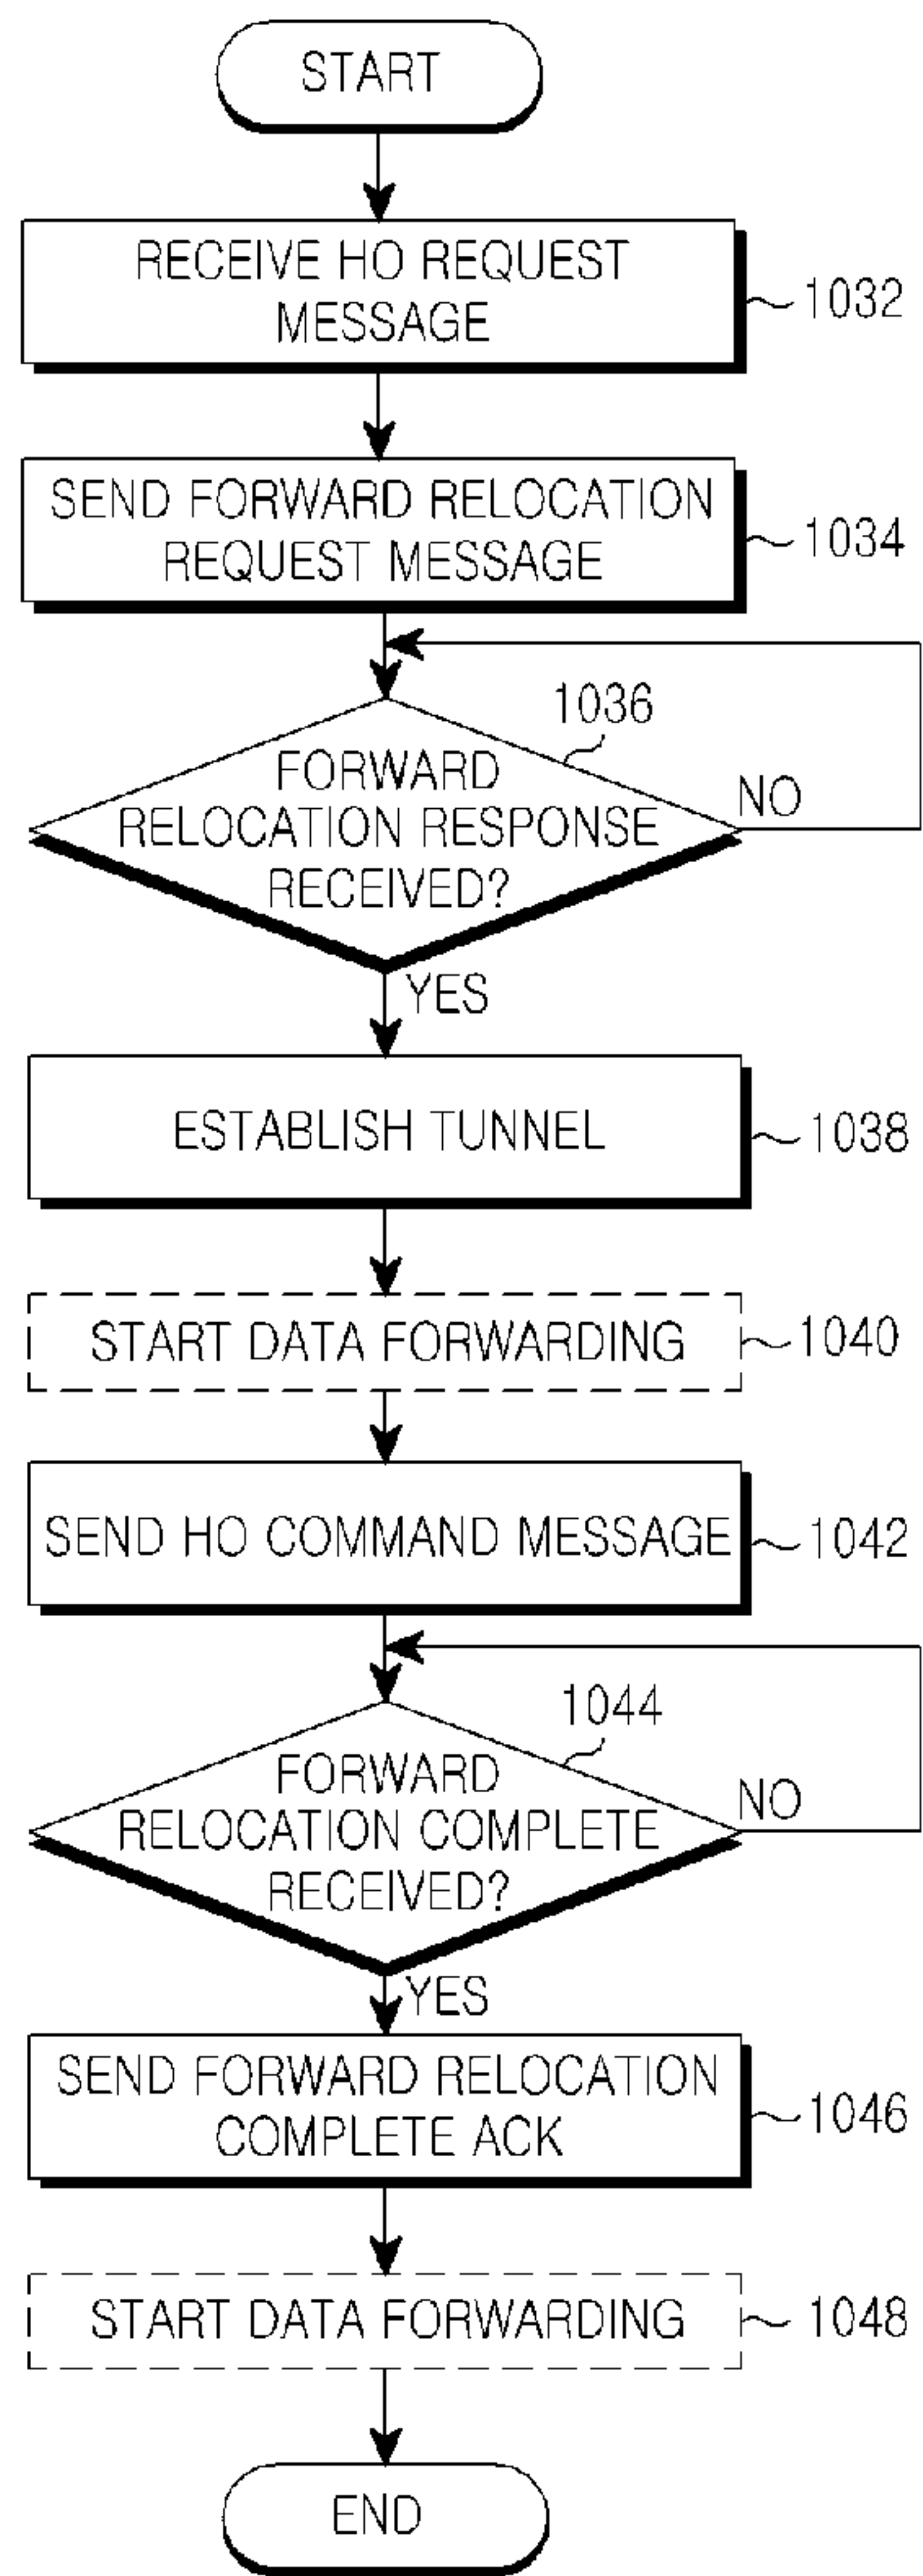 START
RECEIVE HO REQUEST
MESSAGE
1032
SEND FORWARD RELOCATION
REQUEST MESSAGE
1034
1036
FORWARD
RELOCATION RESPONSE
RECEIVED?
NO
YES
ESTABLISH TUNNEL
1038
START DATA FORWARDING
1040
SEND HO COMMAND MESSAGE
1042
1044
FORWARD
RELOCATION COMPLETE
RECEIVED?
NO
YES
SEND FORWARD RELOCATION
COMPLETE ACK
1046
START DATA FORWARDING
1048
END